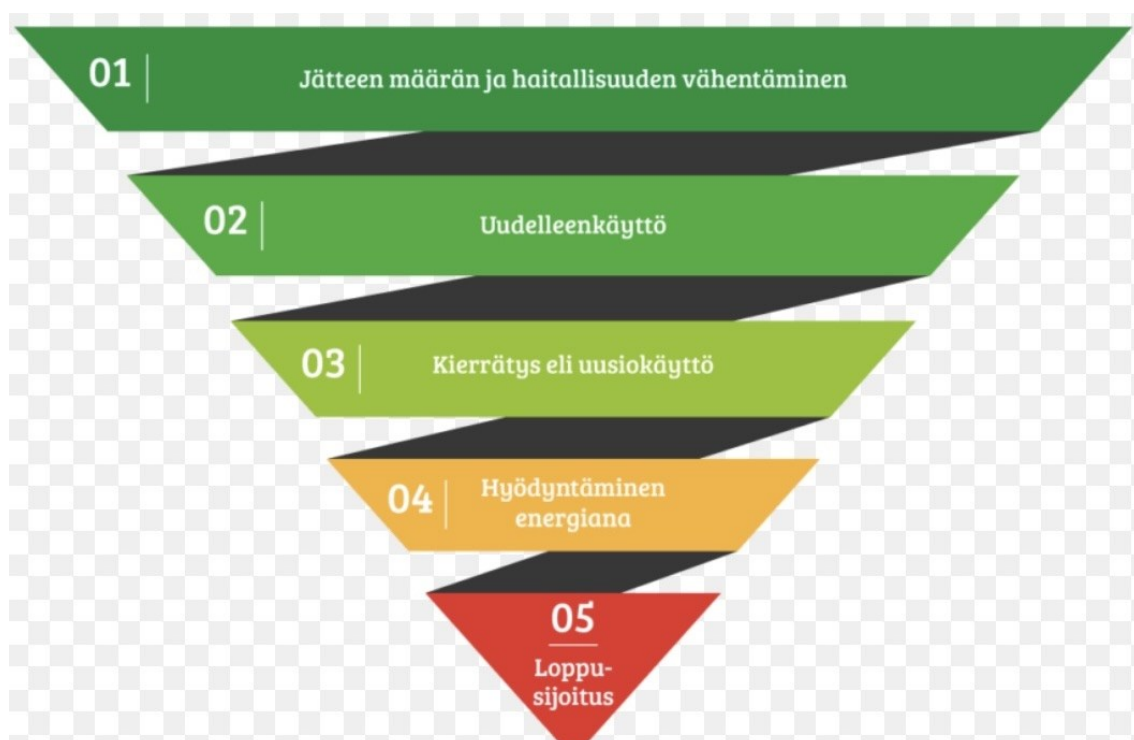 01
Jätteen määrän ja haitallisuuden vähentäminen
02
Uudelleenkäyttö
03
Kierrätys eli uusiokäyttö
04
Hyödyntäminen
energiana
05
Loppu-
sijoitus